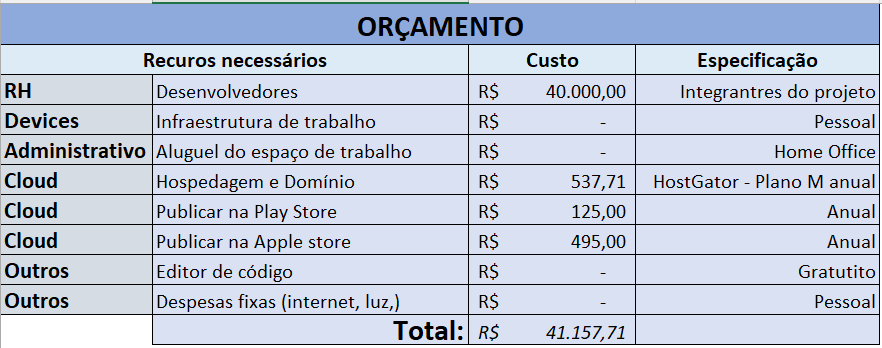 ORÇAMENTO
Recuros necessários Custo Especificação
RH Desenvolvedores R$ 40.000,00 Integrantres do projeto
Devices Infraestrutura de trabalho R$ - Pessoal
Administrativo Aluguel do espaço de trabalho R$ - Home Office
Cloud Hospedagem e Domínio R$ 537,71 HostGator - Plano M anual
Cloud Publicar na Play Store R$ 125,00 Anual
Cloud Publicar na Apple store R$ 495,00 Anual
Outros Editor de código R$ - Gratutito
Outros Despesas fixas (internet, luz,) R$ - Pessoal
Total: R$ 41.157,71